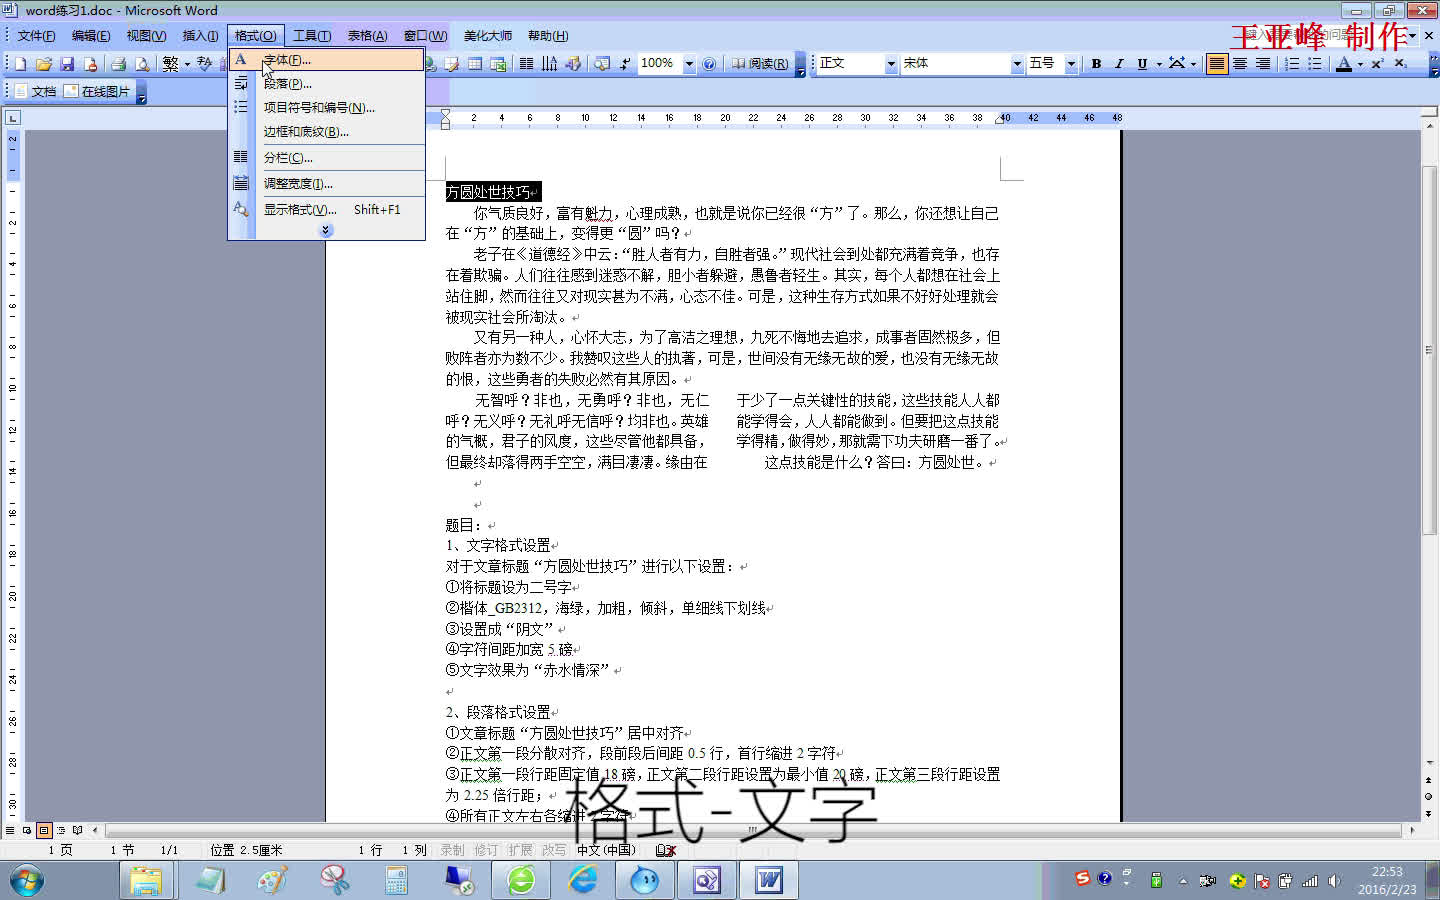 word练习1.doc - Microsoft Word
文件(F) 编辑(E) 视图(V) 插入(I) 格式(O) 工具(T) 表格(A) 窗口(W) 美化大师 帮助(H)
王亚峰 制作
繁 100% 阅读(R) 正文 宋体 五号 B I U A A x² x₁
文档 在线图片
字体(F)...
段落(P)...
项目符号和编号(N)...
边框和底纹(B)...
分栏(C)...
调整宽度(I)...
显示格式(V)... Shift+F1
2 4 6 8 10 12 14 16 18 20 22 24 26 28 30 32 34 36 38 40 42 44 46 48
方圆处世技巧
你气质良好，富有魁力，心理成熟，也就是说你已经很“方”了。那么，你还想让自己
在“方”的基础上，变得更“圆”吗？
老子在《道德经》中云：“胜人者有力，自胜者强。”现代社会到处都充满着竞争，也存
在着欺骗。人们往往感到迷惑不解，胆小者躲避，愚鲁者轻生。其实，每个人都想在社会上
站住脚，然而往往又对现实甚为不满，心态不佳。可是，这种生存方式如果不好好处理就会
被现实社会所淘汰。
又有另一种人，心怀大志，为了高洁之理想，九死不悔地去追求，成事者固然极多，但
败阵者亦为数不少。我赞叹这些人的执著，可是，世间没有无缘无故的爱，也没有无缘无故
的恨，这些勇者的失败必然有其原因。
无智呼？非也，无勇呼？非也，无仁
呼？无义呼？无礼呼无信呼？均非也。英雄
的气概，君子的风度，这些尽管他都具备，
但最终却落得两手空空，满目凄凄。缘由在
于少了一点关键性的技能，这些技能人人都
能学得会，人人都能做到。但要把这点技能
学得精，做得妙，那就需下功夫研磨一番了。
这点技能是什么？答曰：方圆处世。
题目：
1、文字格式设置
对于文章标题“方圆处世技巧”进行以下设置：
①将标题设为二号字
②楷体_GB2312，海绿，加粗，倾斜，单细线下划线
③设置成“阴文”
④字符间距加宽 5 磅
⑤文字效果为“赤水情深”
2、段落格式设置
①文章标题“方圆处世技巧”居中对齐
②正文第一段分散对齐，段前段后间距 0.5 行，首行缩进 2 字符
③正文第一段行距固定值 18 磅，正文第二段行距设置为最小值 20 磅，正文第三段行距设置
为 2.25 倍行距；
④所有正文左右各缩进 2 字符
格式-文字
1 页 1 节 1/1 位置 2.5厘米 1 行 1 列 录制 修订 扩展 改写 中文(中国)
22:53
2016/2/23